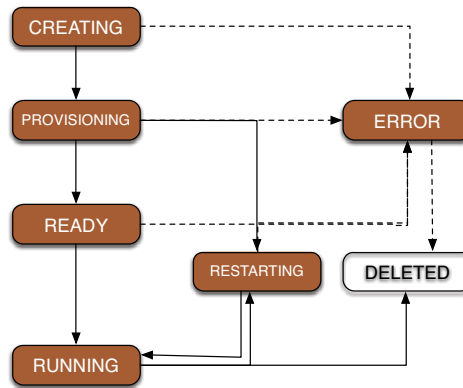 CREATING
PROVISIONING
ERROR
READY
RESTARTING
DELETED
RUNNING